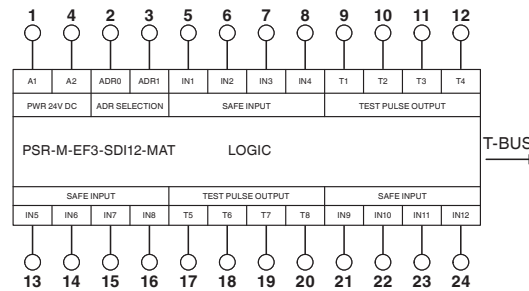 1 4 2 3 5 6 7 8 9 10 11 12
A1 A2 ADR0 ADR1 IN1 IN2 IN3 IN4 T1 T2 T3 T4
PWR 24V DC ADR SELECTION SAFE INPUT TEST PULSE OUTPUT
PSR-M-EF3-SDI12-MAT LOGIC T-BUS
SAFE INPUT TEST PULSE OUTPUT SAFE INPUT
IN5 IN6 IN7 IN8 T5 T6 T7 T8 IN9 IN10 IN11 IN12
13 14 15 16 17 18 19 20 21 22 23 24